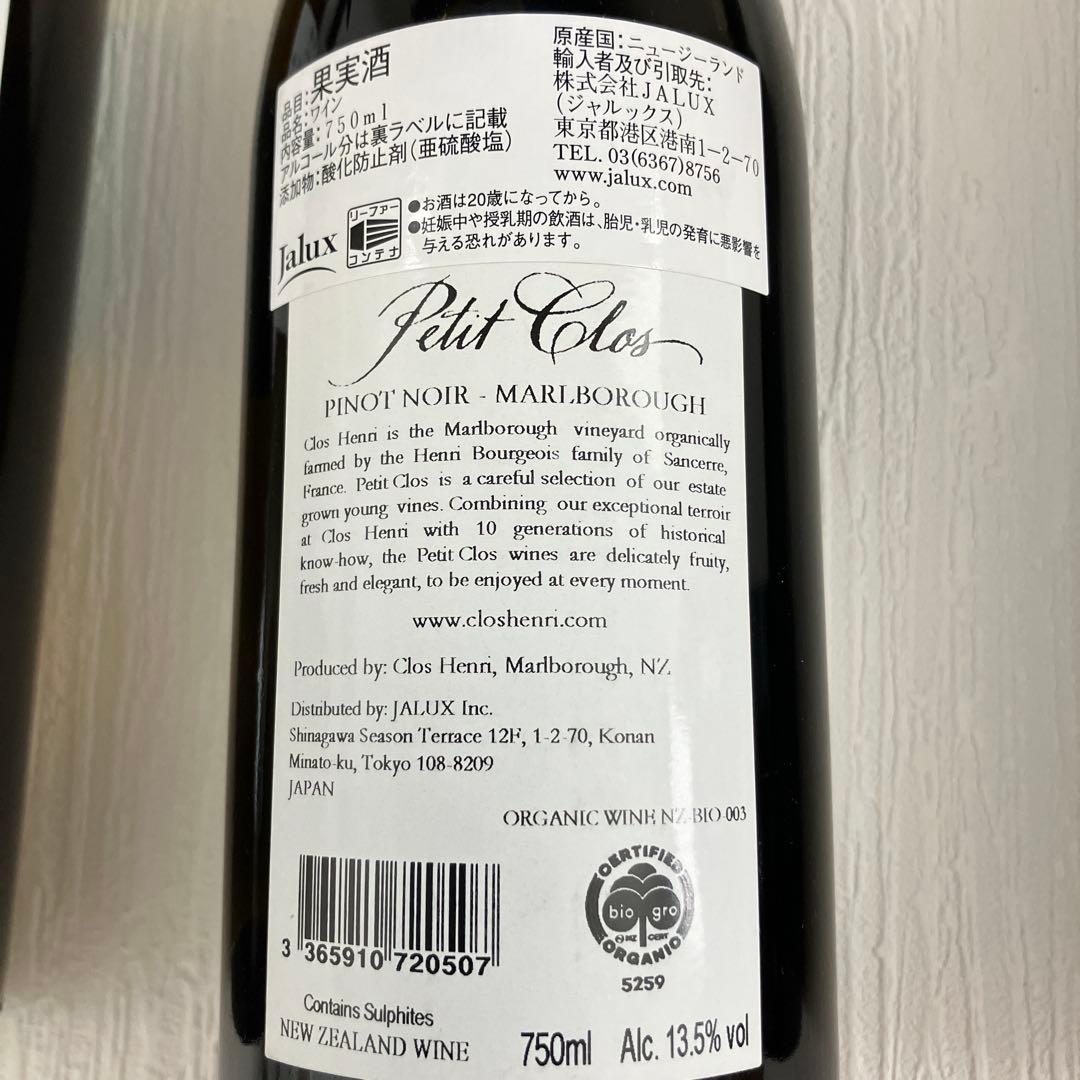 品目:果実酒
品名:ワイン
内容量:750ml
アルコール分は裏ラベルに記載
添加物:酸化防止剤(亜硫酸塩)
原産国:ニュージーランド
輸入者及び引取先:
株式会社JALUX
(ジャルックス)
東京都港区港南1-2-70
TEL. 03(6367)8756
www.jalux.com
Jalux
リーファー
コンテナ
●お酒は20歳になってから。
●妊娠中や授乳期の飲酒は、胎児・乳児の発育に悪影響を
与える恐れがあります。
Petit Clos
PINOT NOIR - MARLBOROUGH
Clos Henri is the Marlborough vineyard organically
farmed by the Henri Bourgeois family of Sancerre,
France. Petit Clos is a careful selection of our estate
grown young vines. Combining our exceptional terroir
at Clos Henri with 10 generations of historical
know-how, the Petit Clos wines are delicately fruity,
fresh and elegant, to be enjoyed at every moment.
www.closhenri.com
Produced by: Clos Henri, Marlborough, NZ
Distributed by: JALUX Inc.
Shinagawa Season Terrace 12F, 1-2-70, Konan
Minato-ku, Tokyo 108-8209
JAPAN
ORGANIC WINE NZ-BIO-003
CERTIFIED
bio gro
NZ CERT
ORGANIC
5259
3 365910 720507
Contains Sulphites
NEW ZEALAND WINE
750ml Alc. 13.5% vol